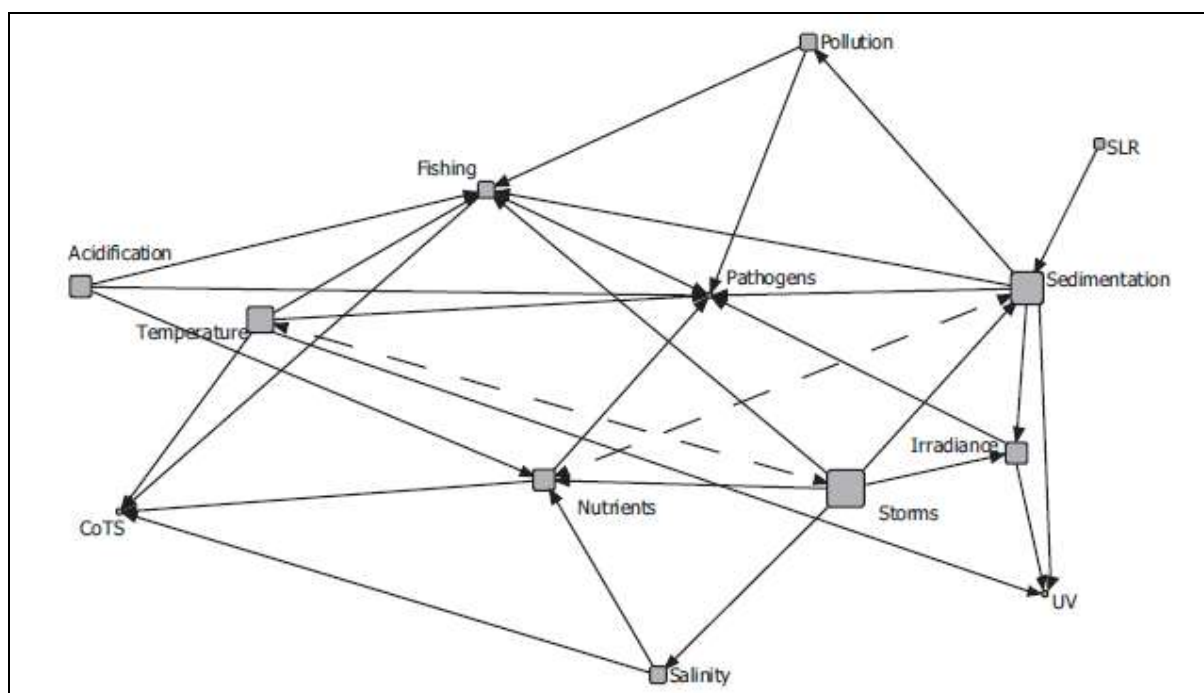 Pollution
SLR
Fishing
Acidification
Pathogens
Sedimentation
Temperature
Irradiance
Nutrients
Storms
CoTS
UV
Salinity